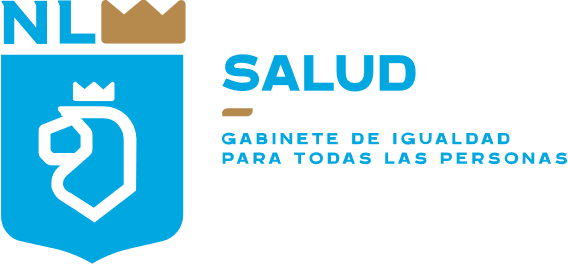 NL
SALUD
GABINETE DE IGUALDAD
PARA TODAS LAS PERSONAS